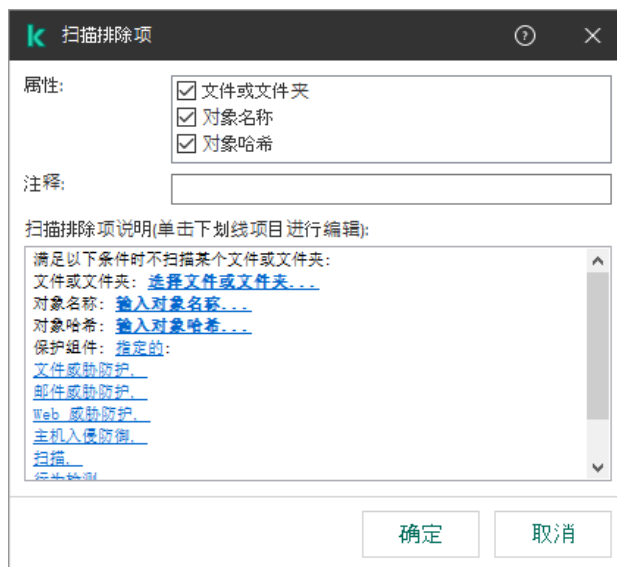 扫描排除项
属性:
文件或文件夹
对象名称
对象哈希
注释:
扫描排除项说明(单击下划线项目进行编辑):
满足以下条件时不扫描某个文件或文件夹:
文件或文件夹: 选择文件或文件夹...
对象名称: 输入对象名称...
对象哈希: 输入对象哈希...
保护组件: 指定的:
文件威胁防护,
邮件威胁防护,
Web 威胁防护,
主机入侵防御,
扫描,
行为检测
确定 取消